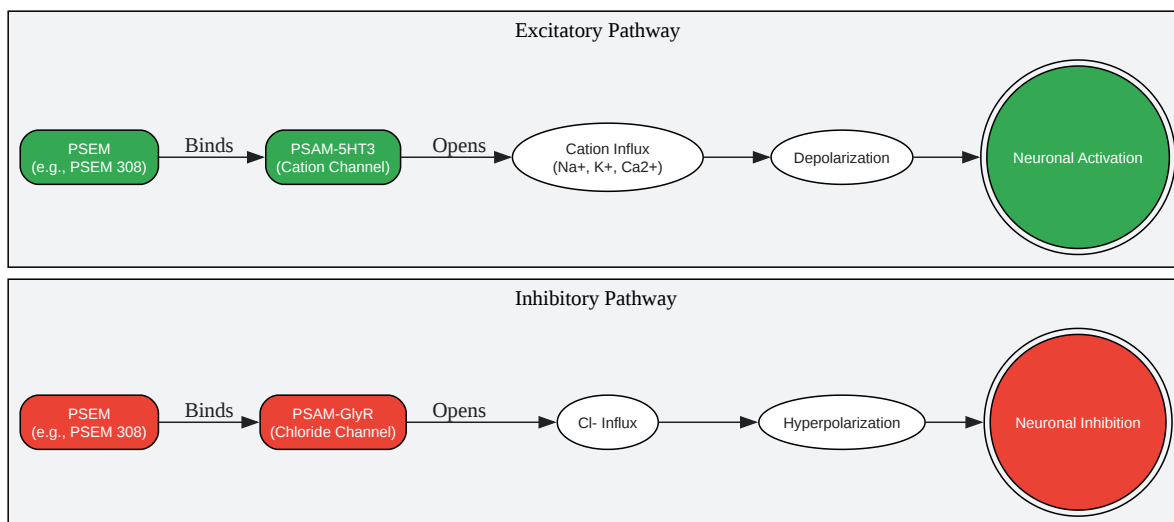 Excitatory Pathway
PSEM
(e.g., PSEM 308)
Binds
PSAM-5HT3
(Cation Channel)
Opens
Cation Influx
(Na+, K+, Ca2+)
Depolarization
Neuronal Activation
Inhibitory Pathway
PSEM
(e.g., PSEM 308)
Binds
PSAM-GlyR
(Chloride Channel)
Opens
Cl- Influx
Hyperpolarization
Neuronal Inhibition